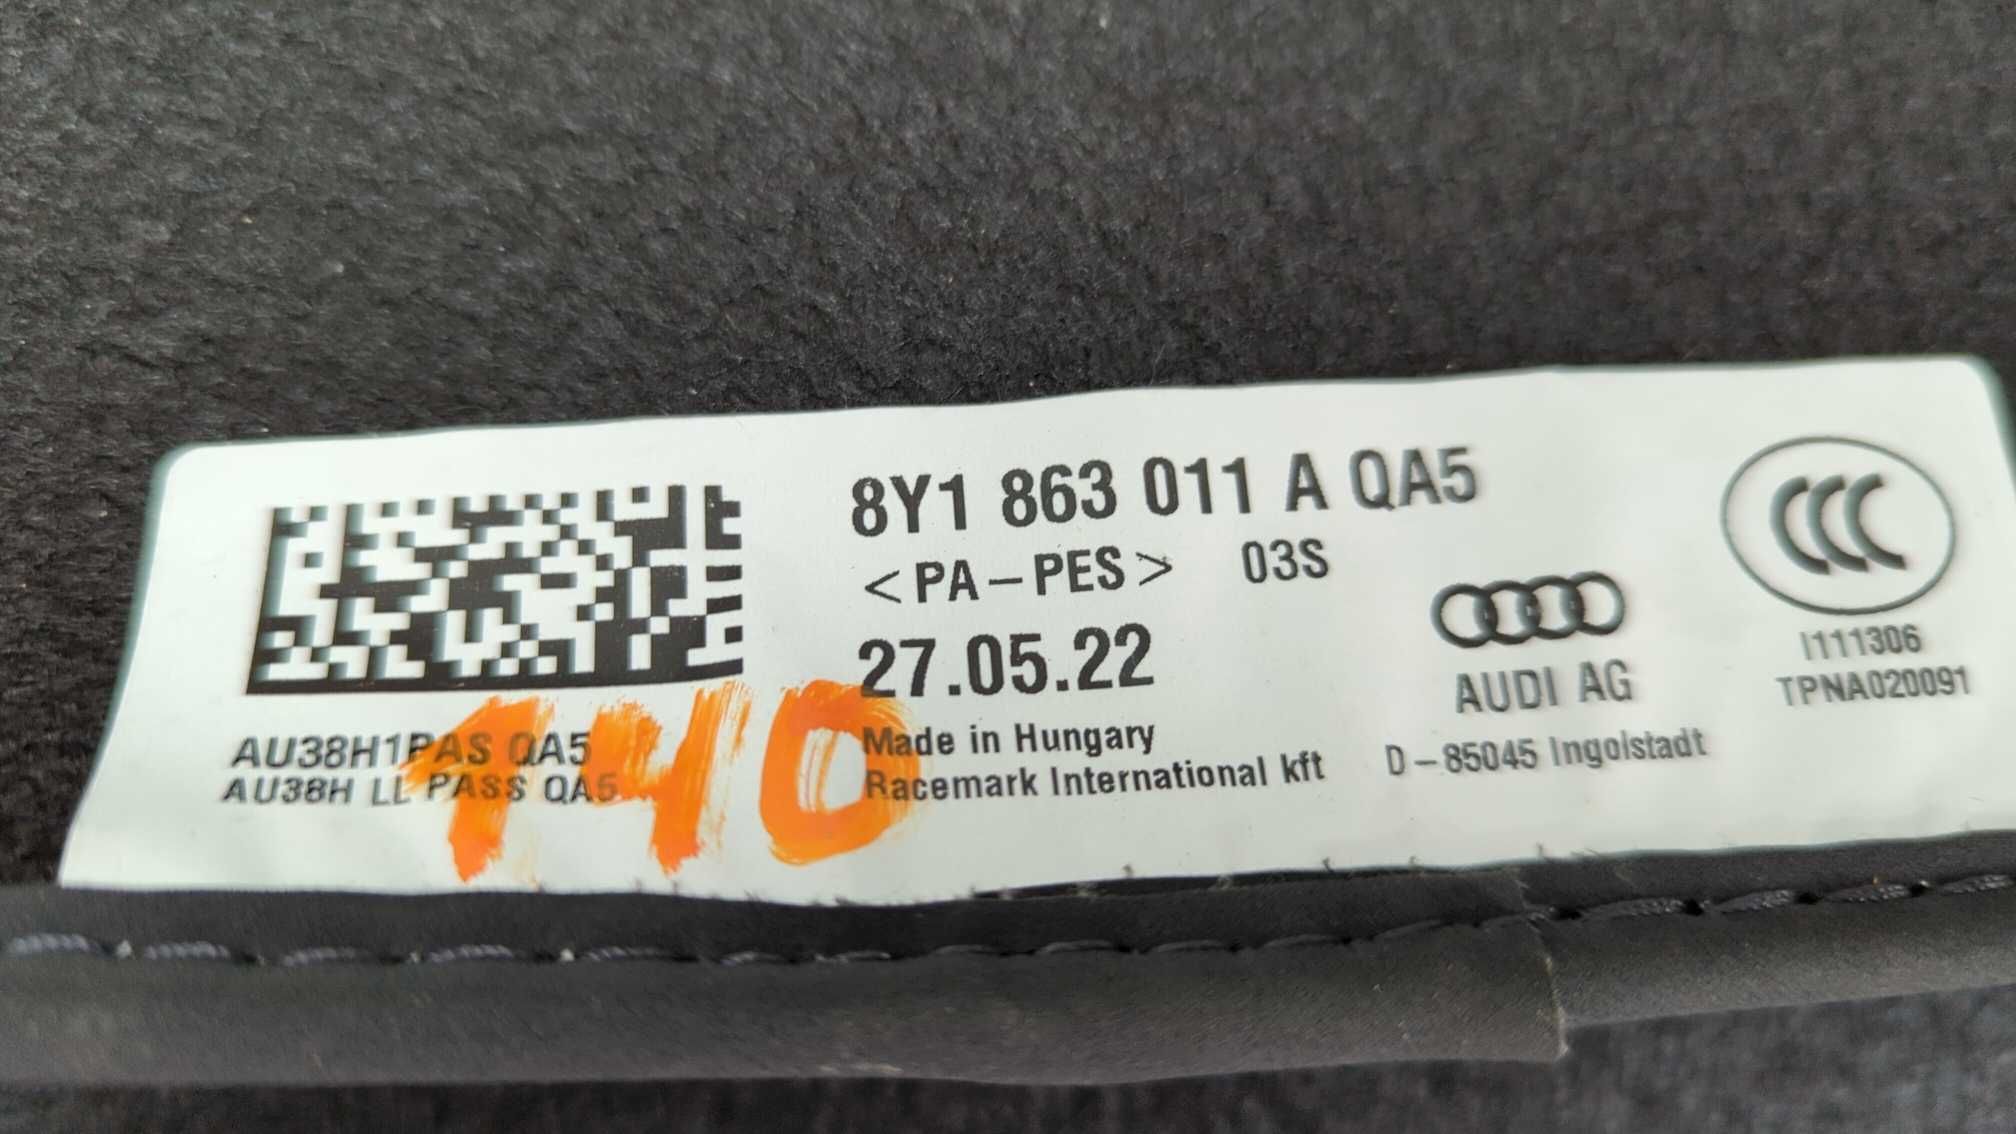 8Y1 863 011 A QA5
<PA-PES> 03S
27.05.22
Made in Hungary
Racemark International kft
AU38H1PAS QA5
AU38H LL PASS QA5
140
AUDI AG
D-85045 Ingolstadt
CCC
I111306
TPNA020091